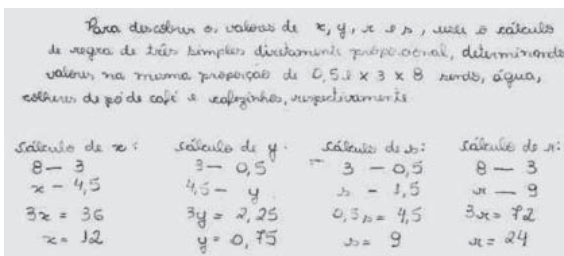 Para descobrir os valores de x, y, r e s, usei o cálculo
de regra de três simples diretamente proporcional, determinando
valores na mesma proporção de 0,5 l x 3 x 8 sendo, água,
colheres de pó de café e cafezinhos, respectivamente
cálculo de x: cálculo de y. cálculo de s: cálculo de r:
8 — 3 3 — 0,5 3 — 0,5 8 — 3
x — 4,5 4,5 — y s — 1,5 r — 9
3x = 36 3y = 2,25 0,5s = 4,5 3r = 72
x = 12 y = 0,75 s = 9 r = 24